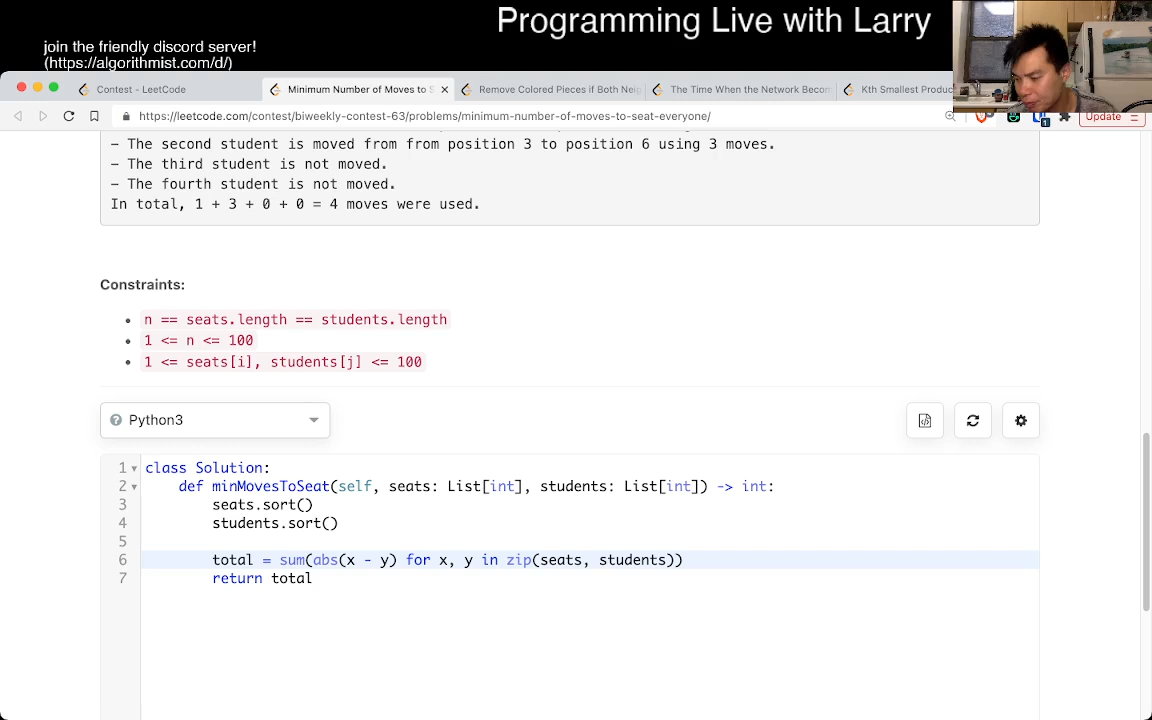 Programming Live with Larry
join the friendly discord server!
(https://algorithmist.com/d/)
Contest - LeetCode
Minimum Number of Moves to S
Remove Colored Pieces if Both Neig
The Time When the Network Becom
Kth Smallest Produc
https://leetcode.com/contest/biweekly-contest-63/problems/minimum-number-of-moves-to-seat-everyone/
1
Update
- The second student is moved from from position 3 to position 6 using 3 moves.
- The third student is not moved.
- The fourth student is not moved.
In total, 1 + 3 + 0 + 0 = 4 moves were used.
Constraints:
• n == seats.length == students.length
• 1 <= n <= 100
• 1 <= seats[i], students[j] <= 100
Python3
1 class Solution:
2 def minMovesToSeat(self, seats: List[int], students: List[int]) -> int:
3 seats.sort()
4 students.sort()
5
6 total = sum(abs(x - y) for x, y in zip(seats, students))
7 return total